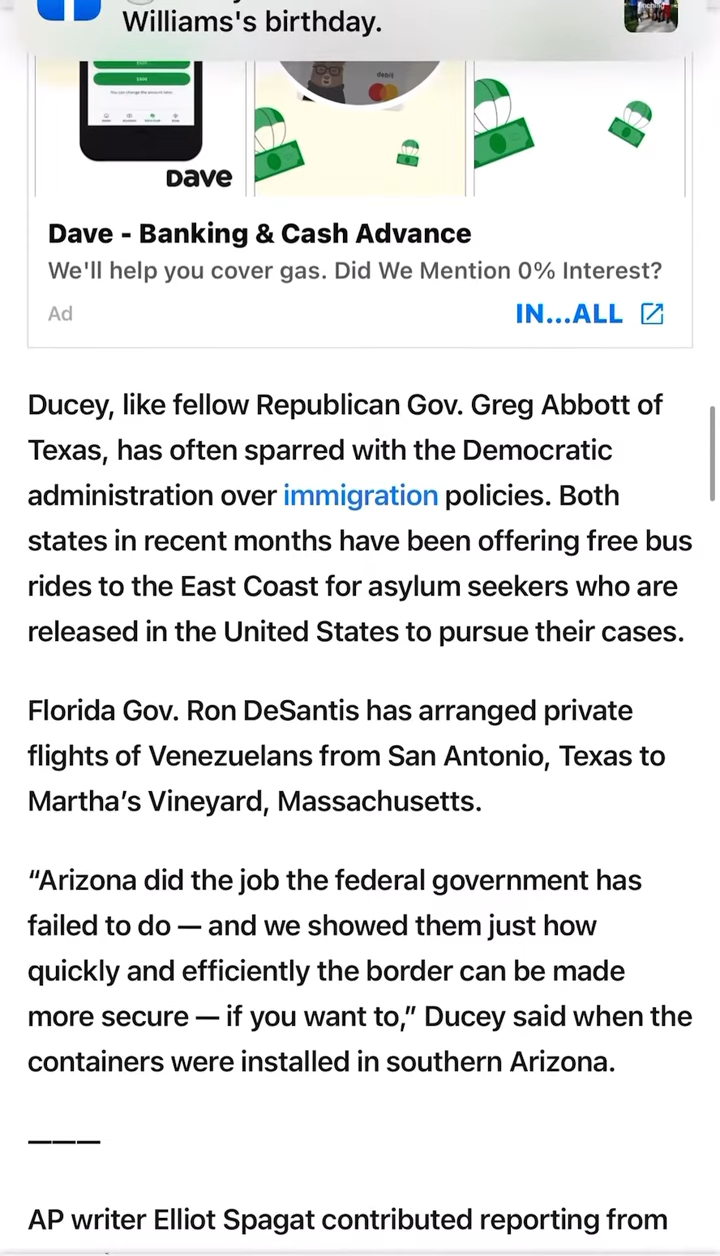 Williams's birthday.
You can change the amount later.
debit
Dave
Dave - Banking & Cash Advance
We'll help you cover gas. Did We Mention 0% Interest?
Ad
IN...ALL
Ducey, like fellow Republican Gov. Greg Abbott of
Texas, has often sparred with the Democratic
administration over immigration policies. Both
states in recent months have been offering free bus
rides to the East Coast for asylum seekers who are
released in the United States to pursue their cases.
Florida Gov. Ron DeSantis has arranged private
flights of Venezuelans from San Antonio, Texas to
Martha’s Vineyard, Massachusetts.
“Arizona did the job the federal government has
failed to do — and we showed them just how
quickly and efficiently the border can be made
more secure — if you want to,” Ducey said when the
containers were installed in southern Arizona.
———
AP writer Elliot Spagat contributed reporting from